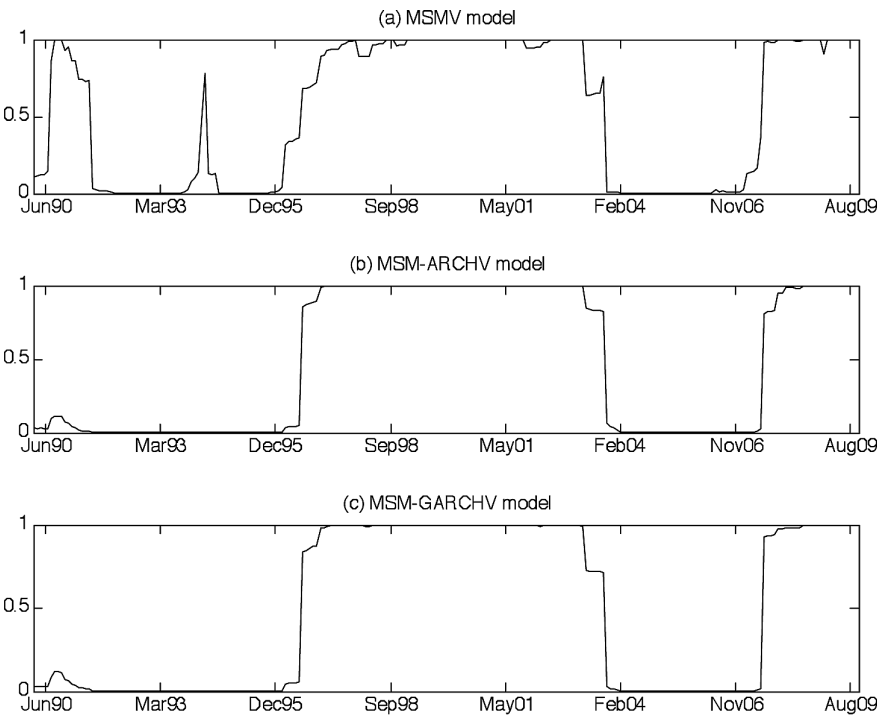 (a) MSMV model
1
0.5
0
Jun90 Mar93 Dec95 Sep98 May01 Feb04 Nov06 Aug09
(b) MSM-ARCHV model
1
0.5
0
Jun90 Mar93 Dec95 Sep98 May01 Feb04 Nov06 Aug09
(c) MSM-GARCHV model
1
0.5
0
Jun90 Mar93 Dec95 Sep98 May01 Feb04 Nov06 Aug09